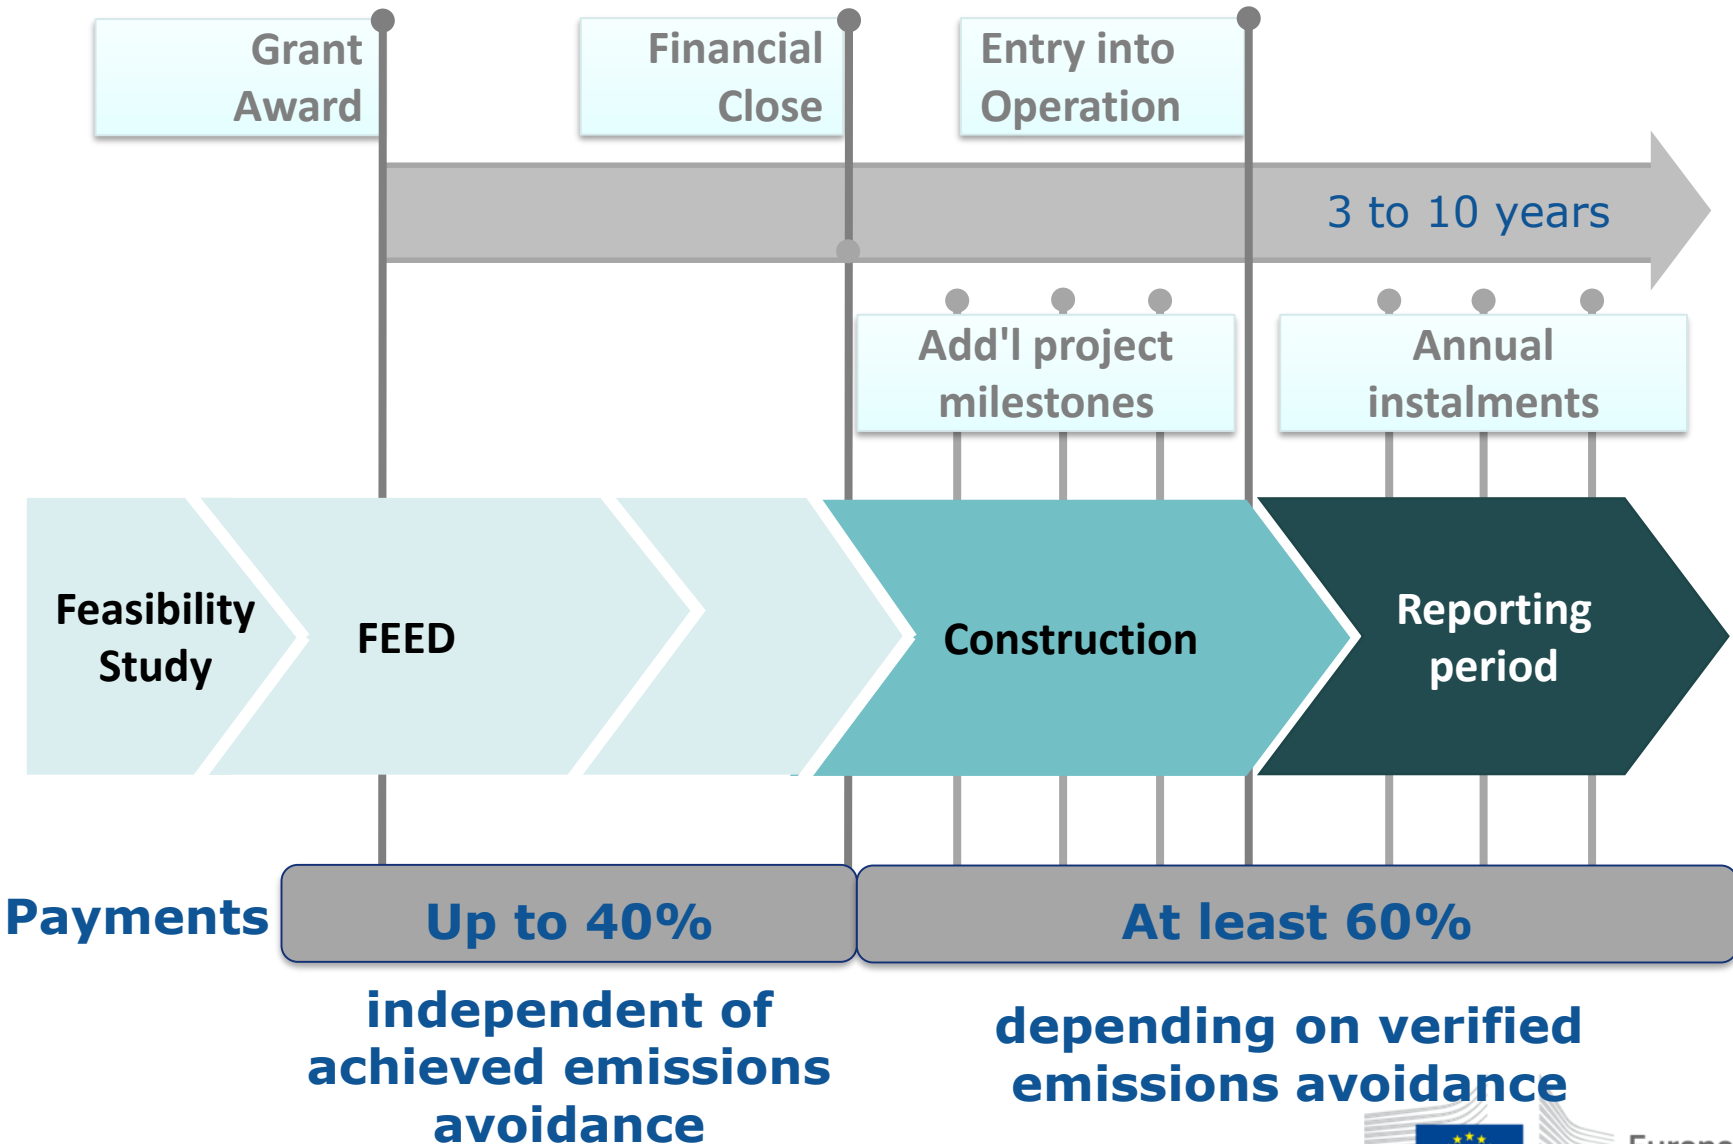 Grant
Award
Financial
Close
Entry into
Operation
3 to 10 years
Add'l project
milestones
Annual
instalments
Feasibility
Study
FEED
Construction
Reporting
period
Payments
Up to 40%
At least 60%
independent of
achieved emissions
avoidance
depending on verified
emissions avoidance